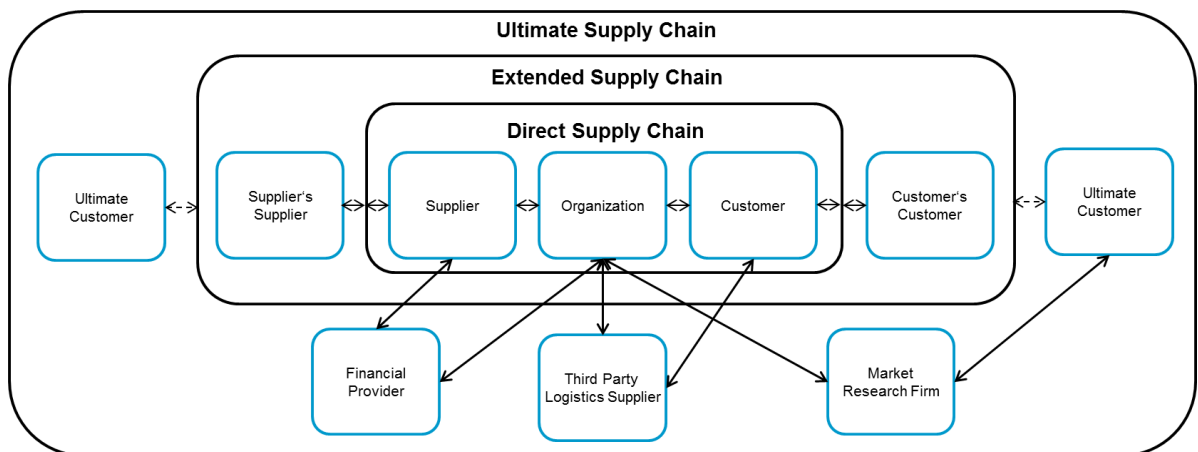 Ultimate Supply Chain
Extended Supply Chain
Direct Supply Chain
Ultimate
Customer
Supplier‘s
Supplier
Supplier
Organization
Customer
Customer‘s
Customer
Ultimate
Customer
Financial
Provider
Third Party
Logistics Supplier
Market
Research Firm